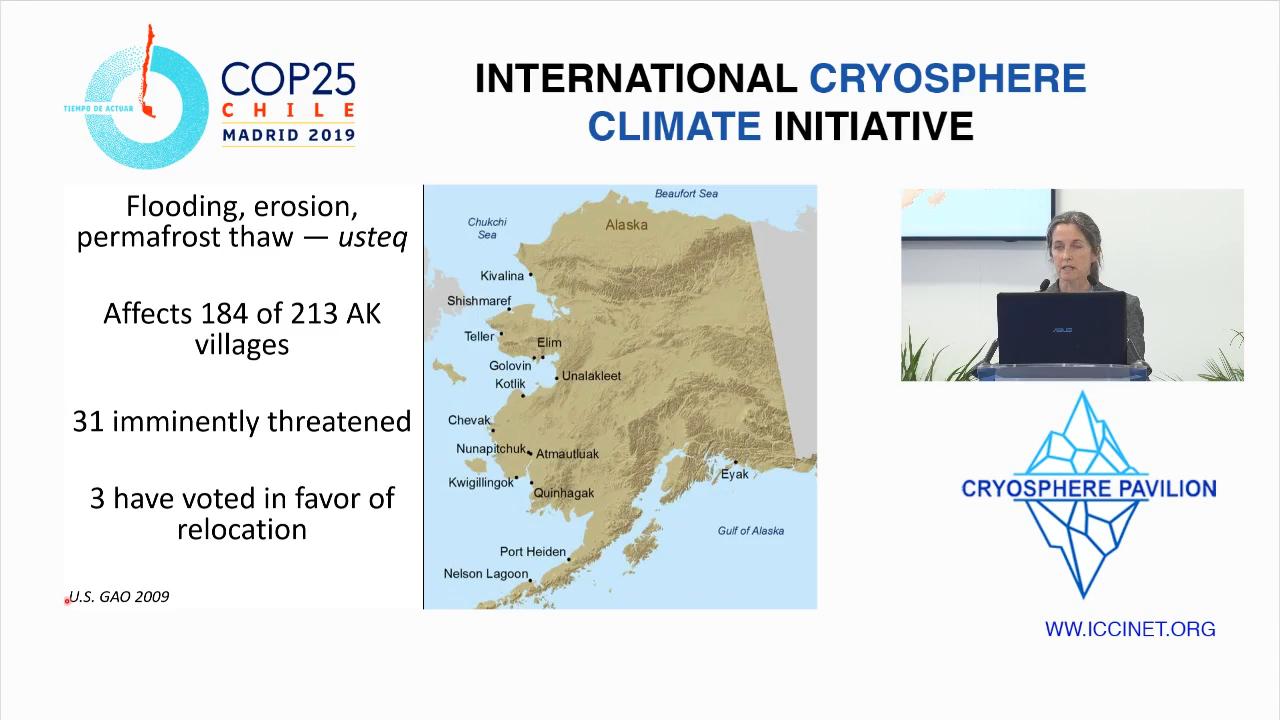 TIEMPO DE ACTUAR
COP25
CHILE
MADRID 2019
INTERNATIONAL CRYOSPHERE
CLIMATE INITIATIVE
Flooding, erosion,
permafrost thaw — usteq
Affects 184 of 213 AK
villages
31 imminently threatened
3 have voted in favor of
relocation
U.S. GAO 2009
Beaufort Sea
Chukchi
Sea
Alaska
Kivalina
Shishmaref
Teller
Elim
Golovin
Unalakleet
Kotlik
Chevak
Nunapitchuk
Atmautluak
Kwigillingok
Quinhagak
Eyak
Gulf of Alaska
Port Heiden
Nelson Lagoon
ASUS
CRYOSPHERE PAVILION
WW.ICCINET.ORG